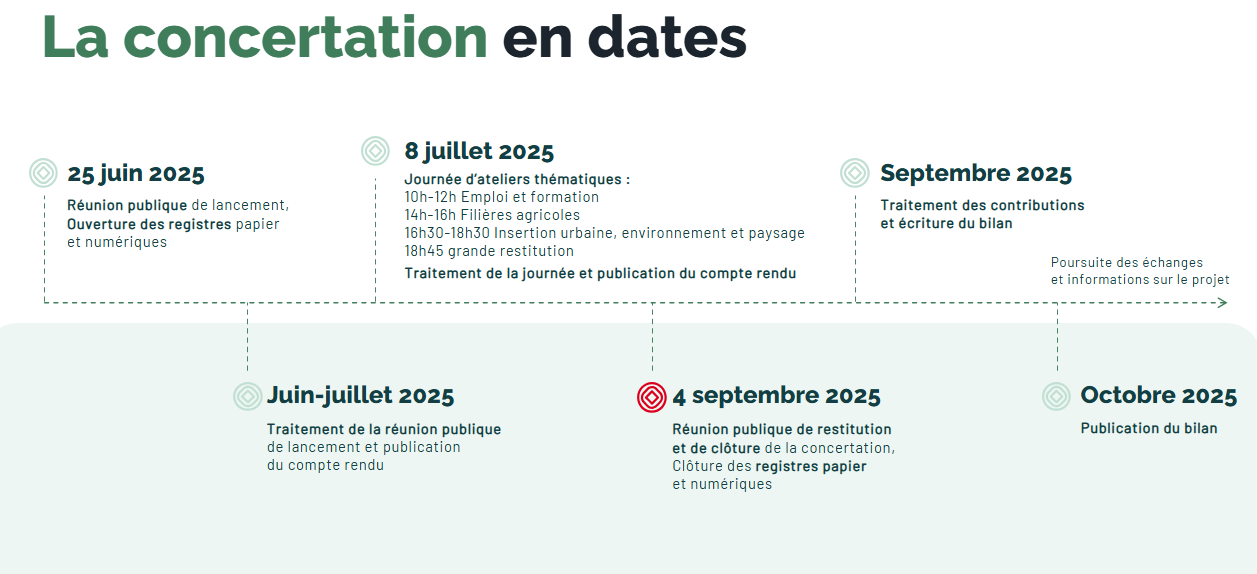 La concertation en dates
25 juin 2025
Réunion publique de lancement,
Ouverture des registres papier
et numériques
Juin-juillet 2025
Traitement de la réunion publique
de lancement et publication
du compte rendu
8 juillet 2025
Journée d'ateliers thématiques :
10h-12h Emploi et formation
14h-16h Filières agricoles
16h30-18h30 Insertion urbaine, environnement et paysage
18h45 grande restitution
Traitement de la journée et publication du compte rendu
4 septembre 2025
Réunion publique de restitution
et de clôture de la concertation,
Clôture des registres papier
et numériques
Septembre 2025
Traitement des contributions
et écriture du bilan
Octobre 2025
Publication du bilan
Poursuite des échanges
et informations sur le projet